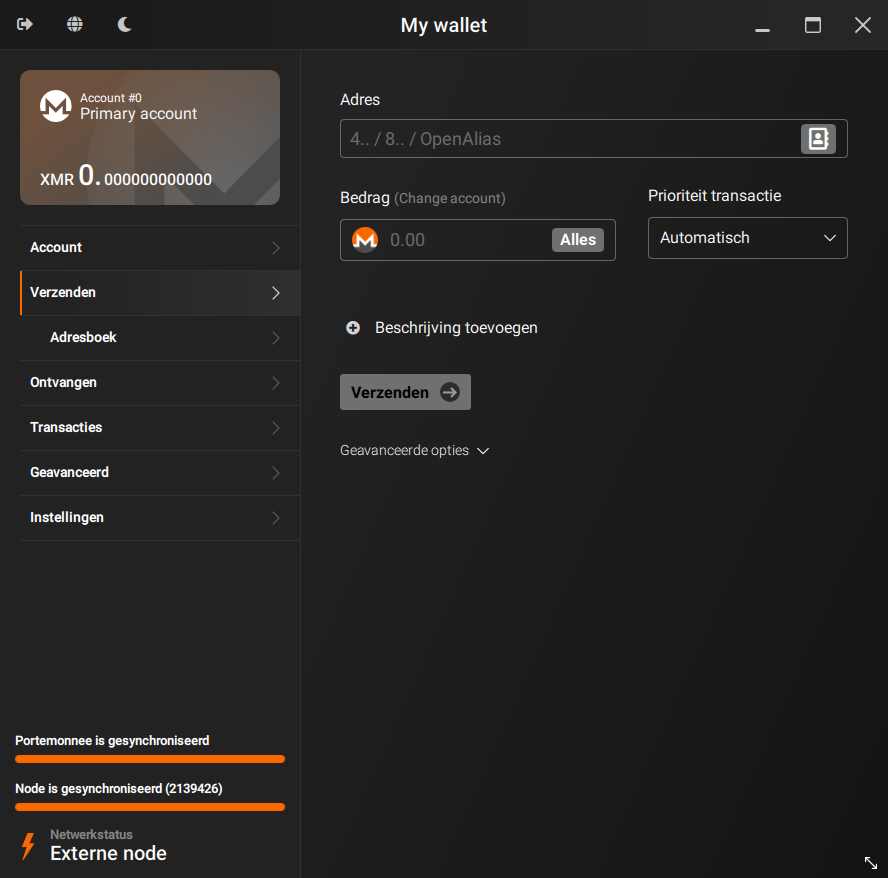 My wallet
Account #0
Primary account
XMR 0.000000000000
Account
Verzenden
Adresboek
Ontvangen
Transacties
Geavanceerd
Instellingen
Portemonnee is gesynchroniseerd
Node is gesynchroniseerd (2139426)
Netwerkstatus
Externe node
Adres
4.. / 8.. / OpenAlias
Bedrag (Change account)
Prioriteit transactie
0.00
Alles
Automatisch
Beschrijving toevoegen
Verzenden
Geavanceerde opties